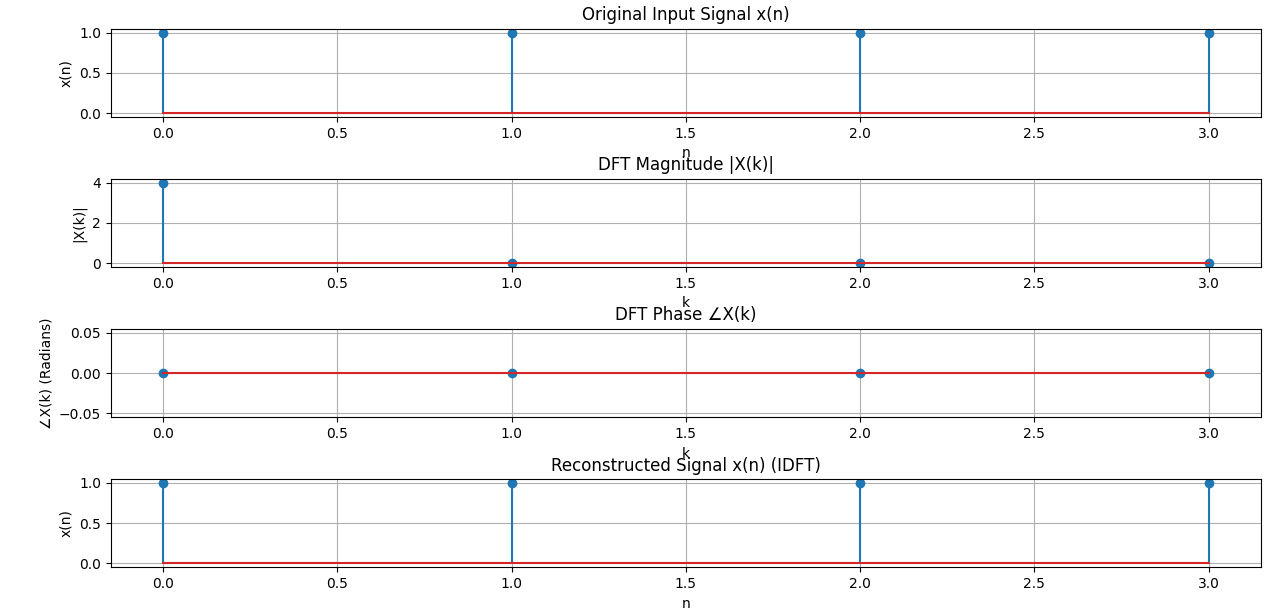 Original Input Signal x(n)
x(n)
1.0
0.5
0.0
0.0 0.5 1.0 1.5 2.0 2.5 3.0
n
DFT Magnitude |X(k)|
|X(k)|
4
2
0
0.0 0.5 1.0 1.5 2.0 2.5 3.0
k
DFT Phase ∠X(k)
∠X(k) (Radians)
0.05
0.00
−0.05
0.0 0.5 1.0 1.5 2.0 2.5 3.0
k
Reconstructed Signal x(n) (IDFT)
x(n)
1.0
0.5
0.0
0.0 0.5 1.0 1.5 2.0 2.5 3.0
n